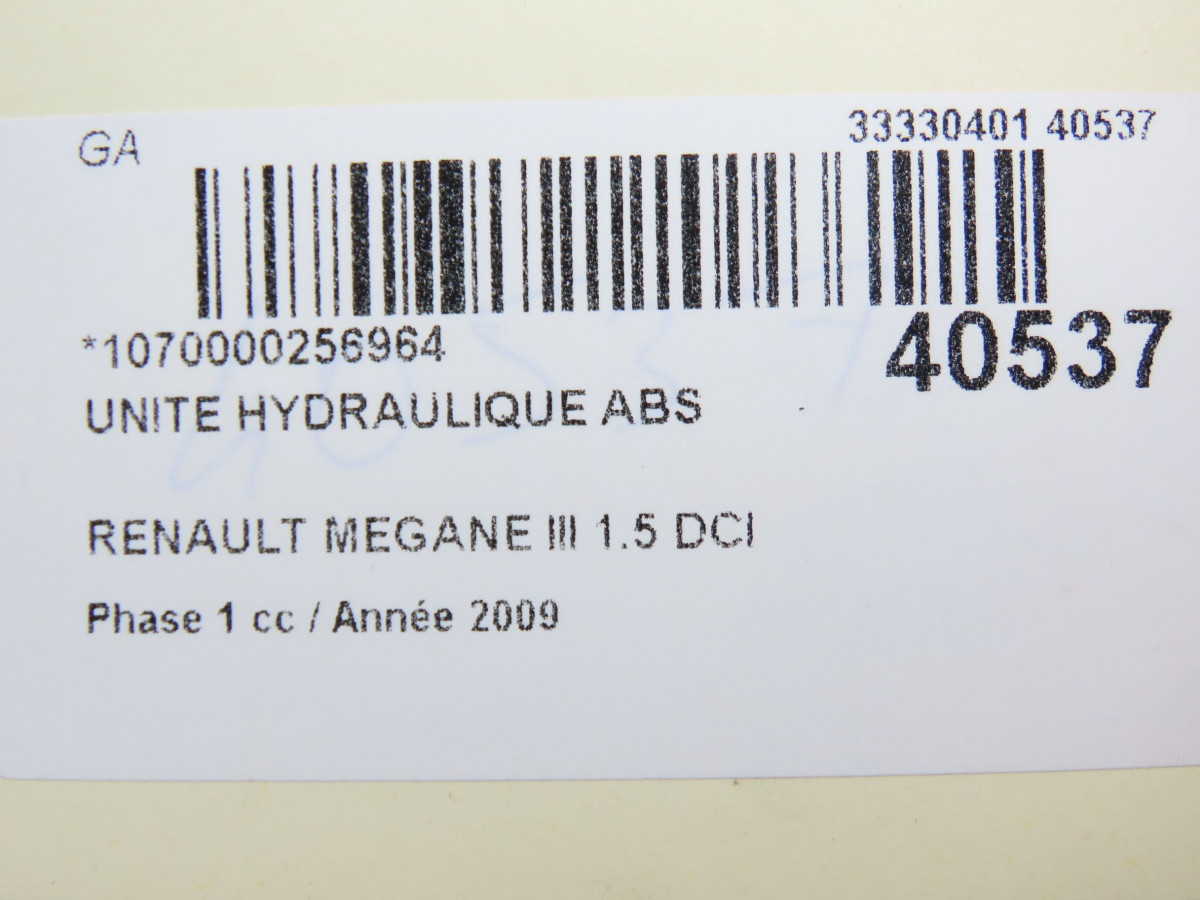 GA
33330401 40537
*1070000256964
40537
UNITE HYDRAULIQUE ABS
RENAULT MEGANE III 1.5 DCI
Phase 1 cc / Année 2009